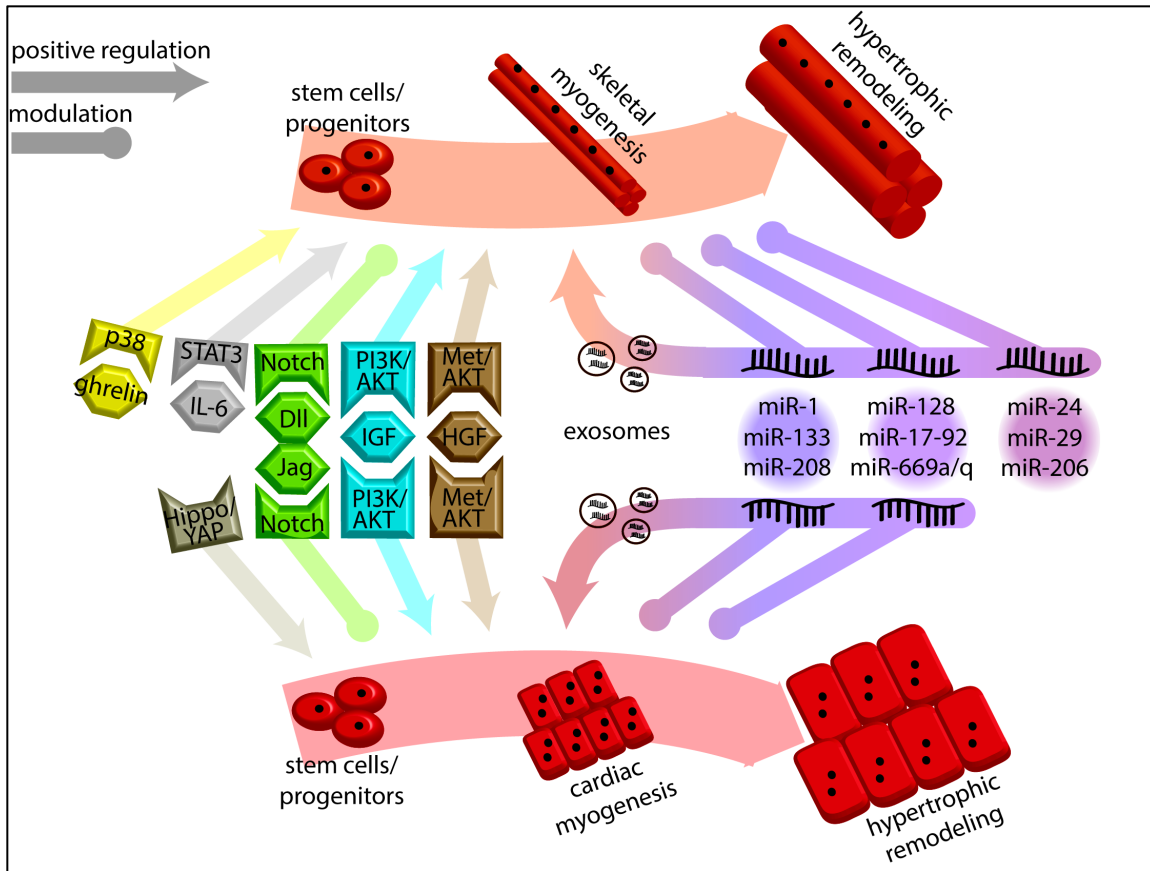 positive regulation
modulation
stem cells/
progenitors
skeletal
myogenesis
hypertrophic
remodeling
p38
ghrelin
STAT3
IL-6
Notch
Dll
Jag
Notch
PI3K/
AKT
IGF
PI3K/
AKT
Met/
AKT
HGF
Met/
AKT
Hippo/
YAP
exosomes
miR-1
miR-133
miR-208
miR-128
miR-17-92
miR-669a/q
miR-24
miR-29
miR-206
stem cells/
progenitors
cardiac
myogenesis
hypertrophic
remodeling